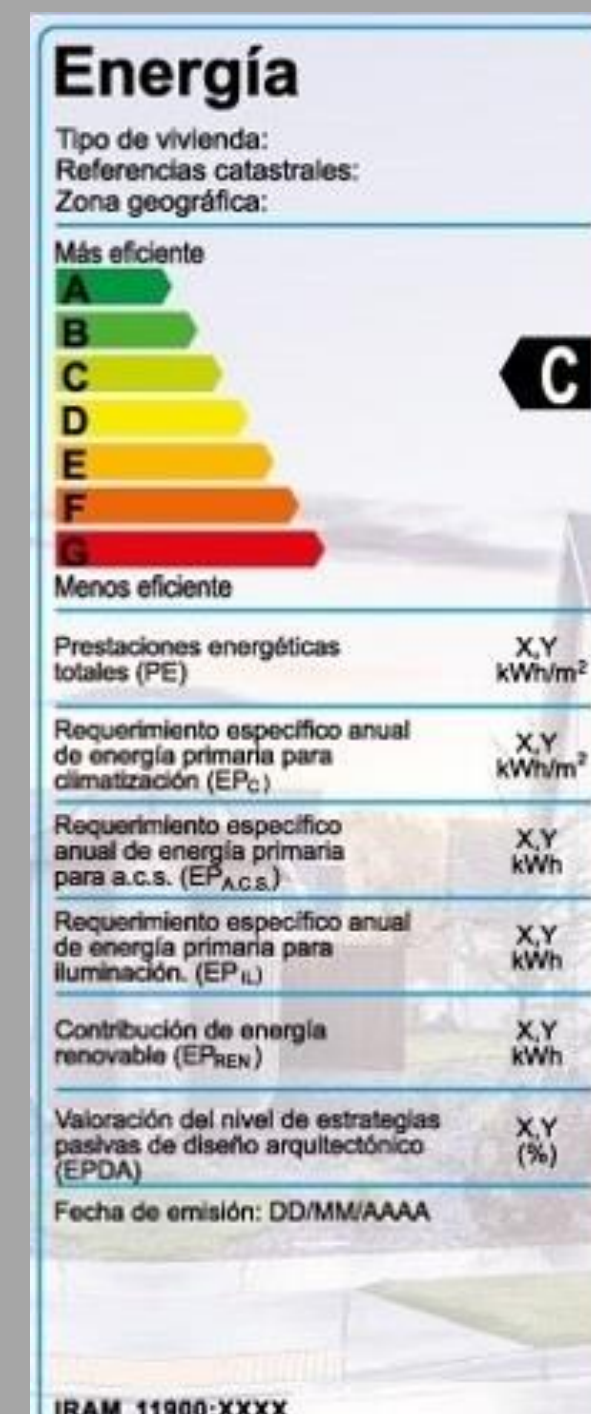 Energía
Tipo de vivienda:
Referencias catastrales:
Zona geográfica:
Más eficiente
A
B
C
C
D
E
F
G
Menos eficiente
Prestaciones energéticas
totales (PE)
X,Y
kWh/m²
Requerimiento específico anual
de energía primaria para
climatización (EPC)
X,Y
kWh/m²
Requerimiento específico
anual de energía primaria
para a.c.s. (EPA.C.S.)
X,Y
kWh
Requerimiento específico anual
de energía primaria para
iluminación. (EPIL)
X,Y
kWh
Contribución de energía
renovable (EPREN)
X,Y
kWh
Valoración del nivel de estrategias
pasivas de diseño arquitectónico
(EPDA)
X,Y
(%)
Fecha de emisión: DD/MM/AAAA
IRAM 11900:XXXX